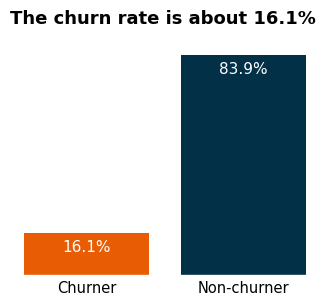 The churn rate is about 16.1%
83.9%
16.1%
Churner
Non-churner